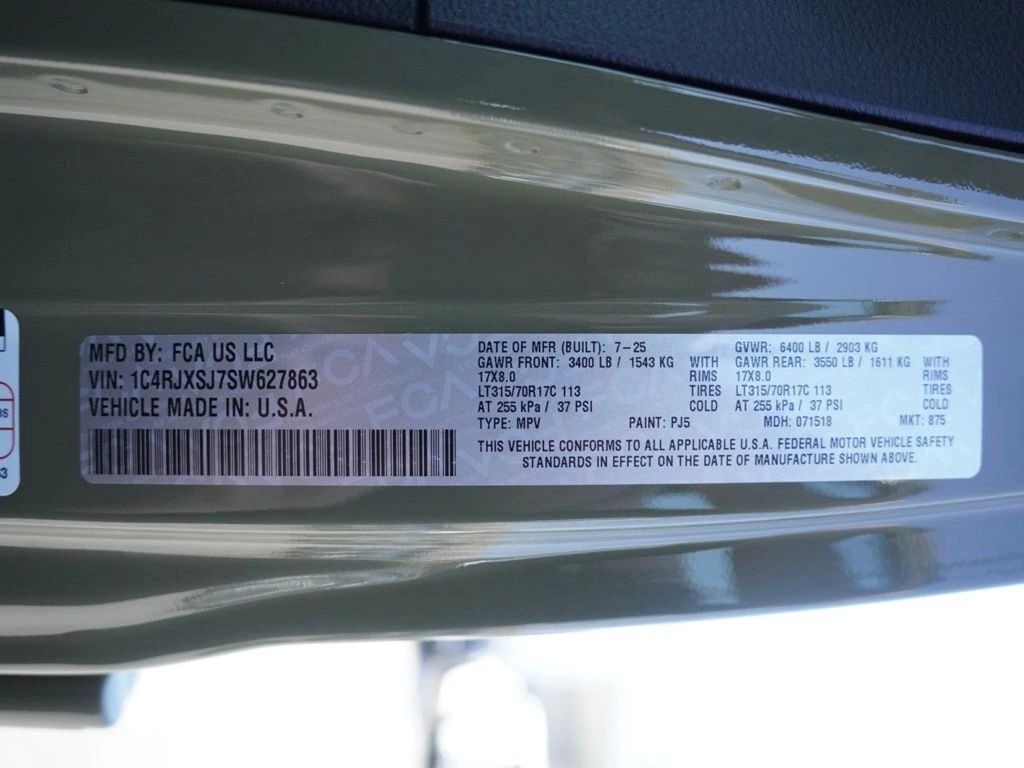 MFD BY: FCA US LLC
VIN: 1C4RJXSJ7SW627863
VEHICLE MADE IN: U.S.A.
DATE OF MFR (BUILT): 7-25 GVWR: 6400 LB / 2903 KG
GAWR FRONT: 3400 LB / 1543 KG WITH GAWR REAR: 3550 LB / 1611 KG WITH
17X8.0 RIMS 17X8.0 RIMS
LT315/70R17C 113 TIRES LT315/70R17C 113 TIRES
AT 255 kPa / 37 PSI COLD AT 255 kPa / 37 PSI COLD
TYPE: MPV PAINT: PJ5 MDH: 071518 MKT: 875
THIS VEHICLE CONFORMS TO ALL APPLICABLE U.S.A. FEDERAL MOTOR VEHICLE SAFETY
STANDARDS IN EFFECT ON THE DATE OF MANUFACTURE SHOWN ABOVE.